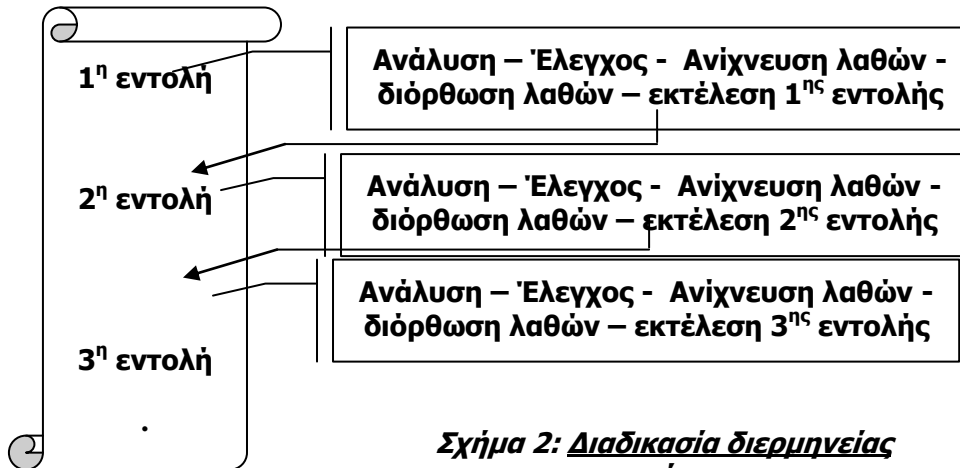 1η εντολή
Ανάλυση – Έλεγχος - Ανίχνευση λαθών -
διόρθωση λαθών – εκτέλεση 1ης εντολής
2η εντολή
Ανάλυση – Έλεγχος - Ανίχνευση λαθών -
διόρθωση λαθών – εκτέλεση 2ης εντολής
Ανάλυση – Έλεγχος - Ανίχνευση λαθών -
διόρθωση λαθών – εκτέλεση 3ης εντολής
3η εντολή
.
Σχήμα 2: Διαδικασία διερμηνείας